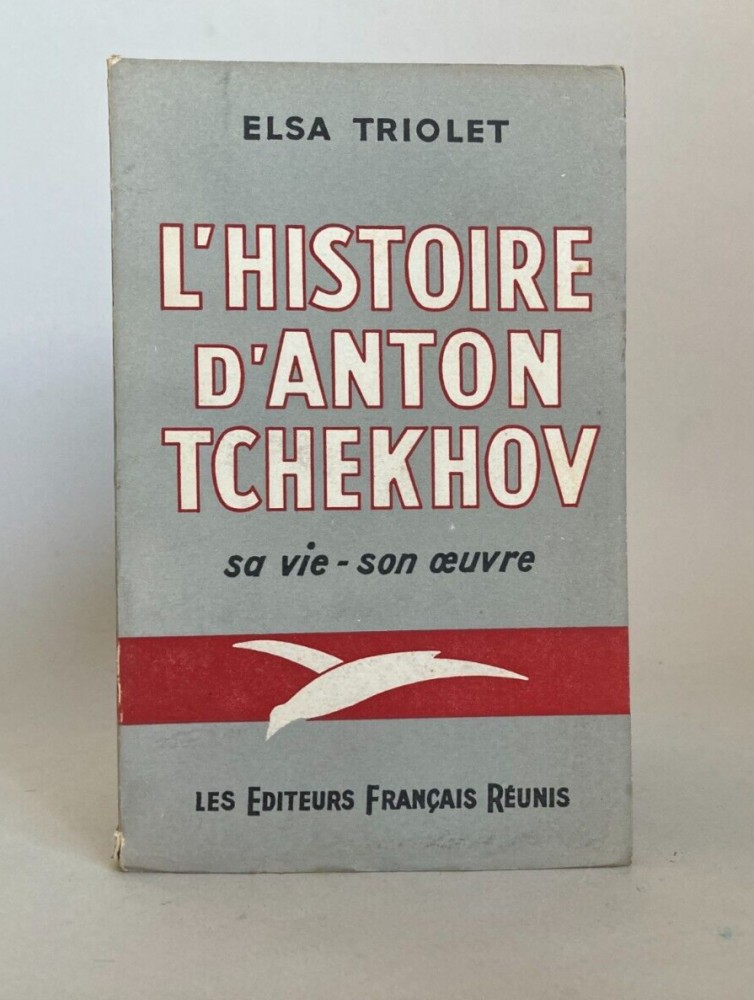 ELSA TRIOLET
L'HISTOIRE
D'ANTON
TCHEKHOV
sa vie - son œuvre
LES EDITEURS FRANÇAIS RÉUNIS